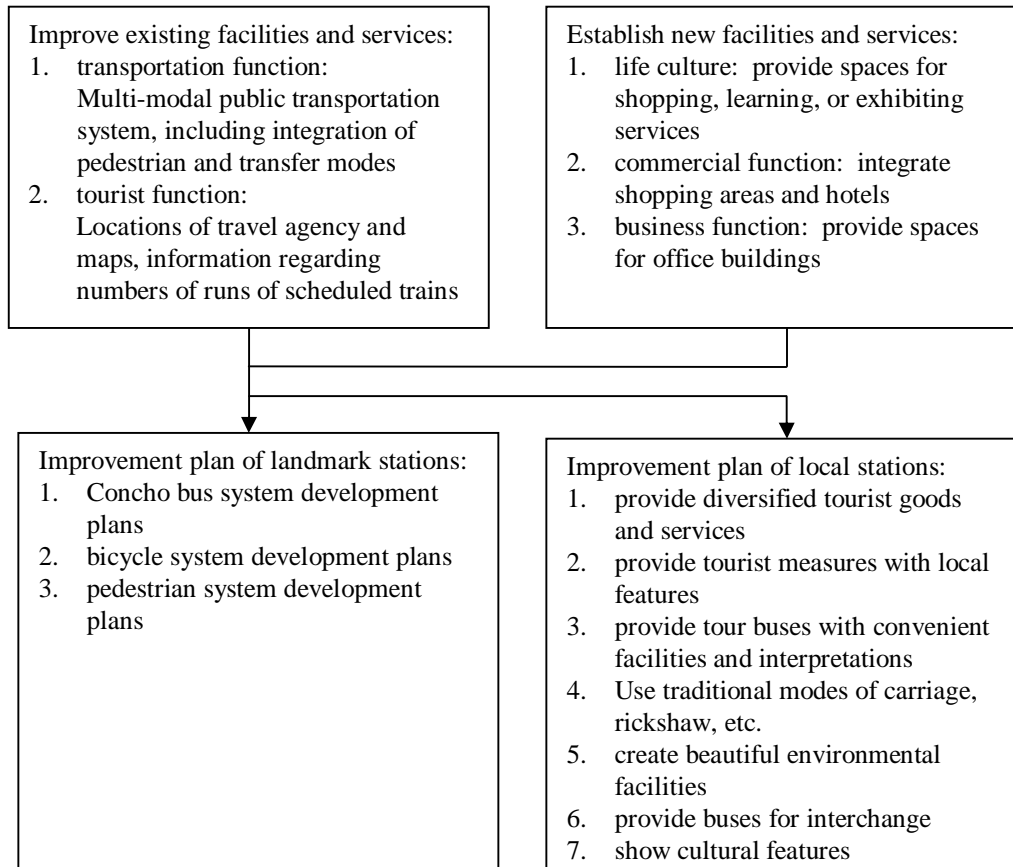 Improve existing facilities and services:
1. transportation function:
Multi-modal public transportation
system, including integration of
pedestrian and transfer modes
2. tourist function:
Locations of travel agency and
maps, information regarding
numbers of runs of scheduled trains
Establish new facilities and services:
1. life culture: provide spaces for
shopping, learning, or exhibiting
services
2. commercial function: integrate
shopping areas and hotels
3. business function: provide spaces
for office buildings
Improvement plan of landmark stations:
1. Concho bus system development
plans
2. bicycle system development plans
3. pedestrian system development
plans
Improvement plan of local stations:
1. provide diversified tourist goods
and services
2. provide tourist measures with local
features
3. provide tour buses with convenient
facilities and interpretations
4. Use traditional modes of carriage,
rickshaw, etc.
5. create beautiful environmental
facilities
6. provide buses for interchange
7. show cultural features